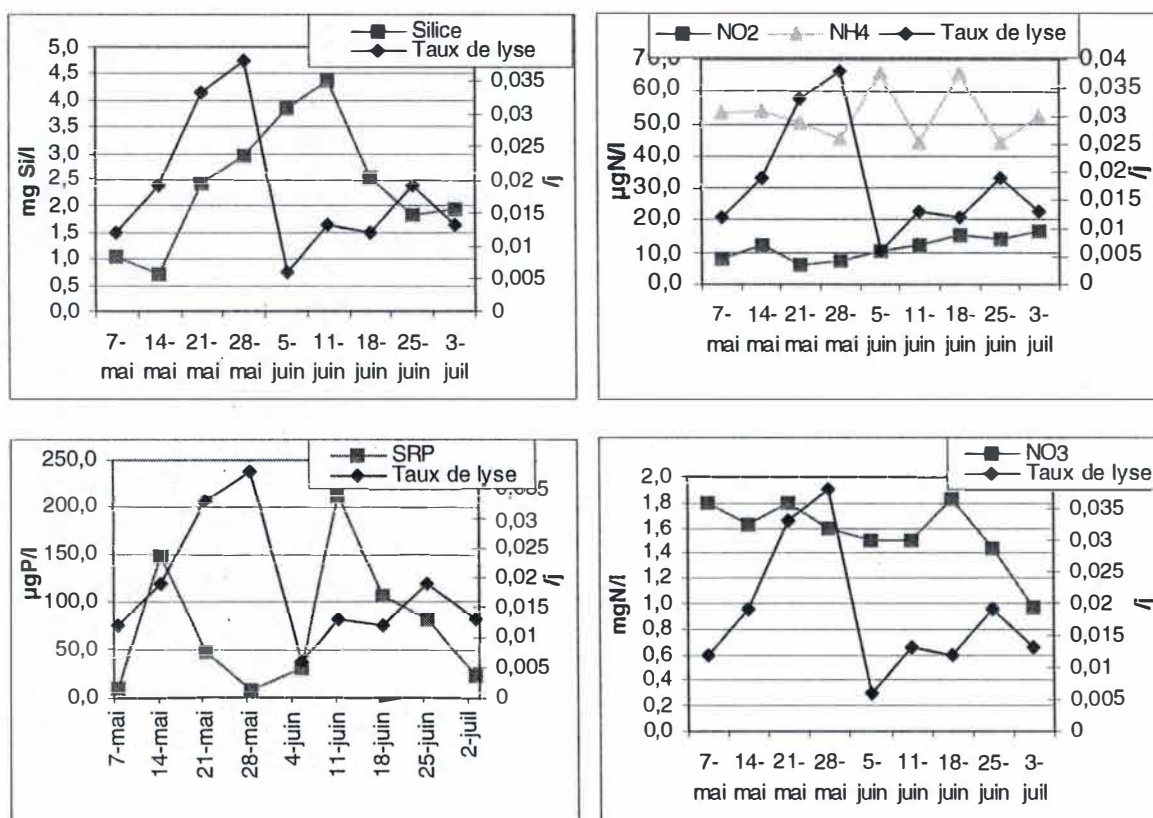 Silice
Taux de lyse
mg Si/l
5,0
4,5
4,0
3,5
3,0
2,5
2,0
1,5
1,0
0,5
0,0
0,035
0,03
0,025
0,02
0,015
0,01
0,005
0
/j
7- 14- 21- 28- 5- 11- 18- 25- 3-
mai mai mai mai juin juin juin juin juil
NO2 NH4 Taux de lyse
µgN/l
70,0
60,0
50,0
40,0
30,0
20,0
10,0
0,0
0,04
0,035
0,03
0,025
0,02
0,015
0,01
0,005
0
/j
7- 14- 21- 28- 5- 11- 18- 25- 3-
mai mai mai mai juin juin juin juin juil
SRP
Taux de lyse
µgP/l
250,0
200,0
150,0
100,0
50,0
0,0
0,03
0,025
0,02
0,015
0,01
0,005
0
/j
7-mai
14-mai
21-mai
28-mai
4-juin
11-juin
18-juin
25-juin
2-juil
NO3
Taux de lyse
mgN/l
2,0
1,8
1,6
1,4
1,2
1,0
0,8
0,6
0,4
0,2
0,0
0,035
0,03
0,025
0,02
0,015
0,01
0,005
0
/j
7- 14- 21- 28- 5- 11- 18- 25- 3-
mai mai mai mai juin juin juin juin juil